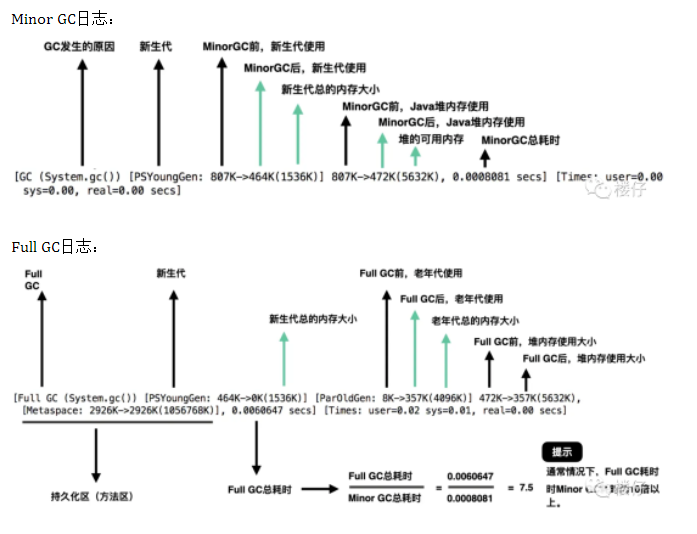 Minor GC日志：
GC发生的原因
新生代
MinorGC前，新生代使用
MinorGC后，新生代使用
新生代总的内存大小
MinorGC前，Java堆内存使用
MinorGC后，Java堆内存使用
堆的可用内存
MinorGC总耗时
[GC (System.gc()) [PSYoungGen: 807K->464K(1536K)] 807K->472K(5632K), 0.0008081 secs] [Times: user=0.00
sys=0.00, real=0.00 secs]
楼仔
Full GC日志：
Full
GC
新生代
Full GC前，老年代使用
Full GC后，老年代使用
新生代总的内存大小
老年代总的内存大小
Full GC前，堆内存使用大小
Full GC后，堆内存使用大小
[Full GC (System.gc()) [PSYoungGen: 464K->0K(1536K)] [ParOldGen: 8K->357K(4096K)] 472K->357K(5632K),
[Metaspace: 2926K->2926K(1056768K)], 0.0060647 secs] [Times: user=0.02 sys=0.01, real=0.00 secs]
持久化区（方法区）
Full GC总耗时
Full GC总耗时
Minor GC总耗时
=
0.0060647
0.0008081
= 7.5
提示
通常情况下，Full GC耗时
时Minor
10倍以
上。
楼仔